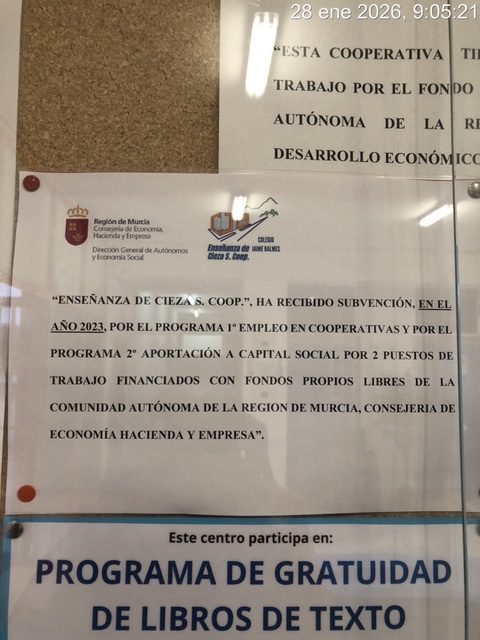 28 ene 2026, 9:05:21
“ESTA COOPERATIVA
TRABAJO POR EL FONDO
AUTÓNOMA DE LA
DESARROLLO ECONÓMICO
Región de Murcia
Consejería de Economía,
Hacienda y Empresa
Dirección General de Autónomos
y Economía Social
Enseñanza de
Cieza S. Coop.
COLEGIO
JAIME BALMES
“ENSEÑANZA DE CIEZA S. COOP.”, HA RECIBIDO SUBVENCIÓN, EN EL
AÑO 2023, POR EL PROGRAMA 1º EMPLEO EN COOPERATIVAS Y POR EL
PROGRAMA 2º APORTACIÓN A CAPITAL SOCIAL POR 2 PUESTOS DE
TRABAJO FINANCIADOS CON FONDOS PROPIOS LIBRES DE LA
COMUNIDAD AUTÓNOMA DE LA REGION DE MURCIA, CONSEJERIA DE
ECONOMÍA HACIENDA Y EMPRESA”.
Este centro participa en:
PROGRAMA DE GRATUIDAD
DE LIBROS DE TEXTO